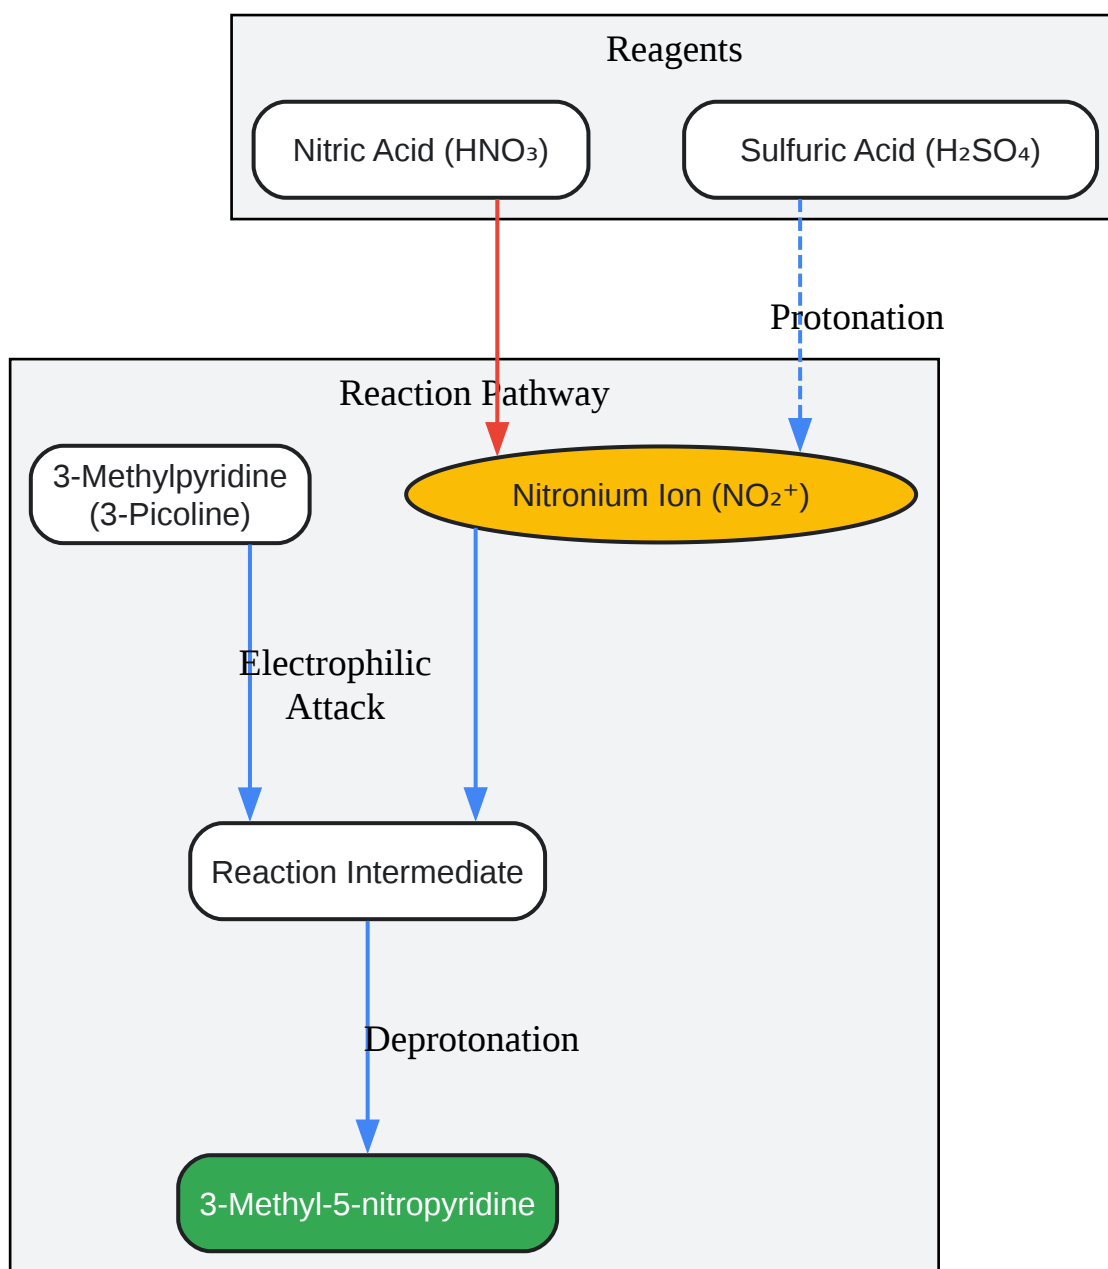 Reagents
Nitric Acid (HNO₃)
Sulfuric Acid (H₂SO₄)
Protonation
Reaction Pathway
3-Methylpyridine
(3-Picoline)
Nitronium Ion (NO₂⁺)
Electrophilic
Attack
Reaction Intermediate
Deprotonation
3-Methyl-5-nitropyridine